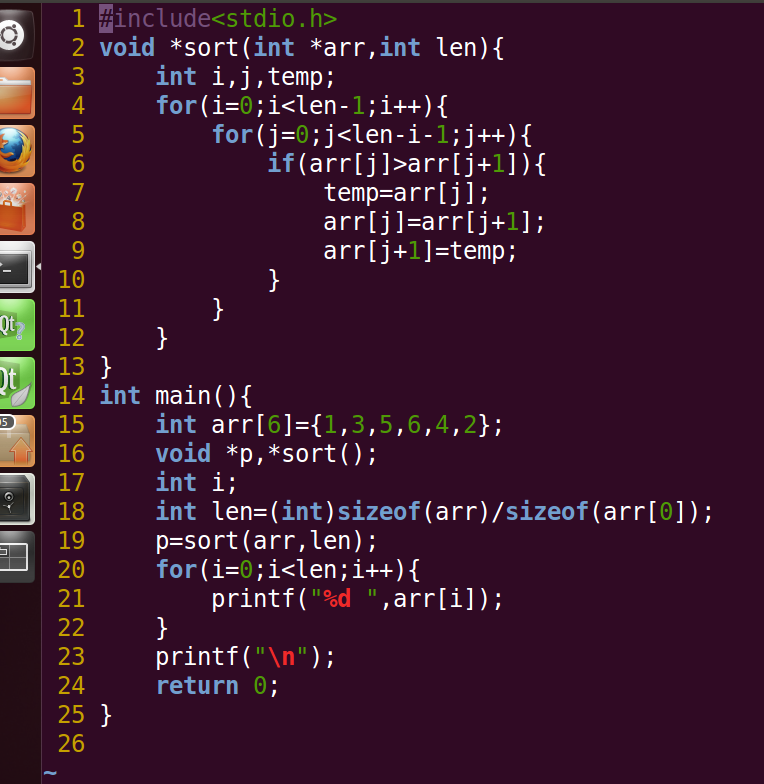 1 #include<stdio.h>
2 void *sort(int *arr,int len){
3     int i,j,temp;
4     for(i=0;i<len-1;i++){
5         for(j=0;j<len-i-1;j++){
6             if(arr[j]>arr[j+1]){
7                 temp=arr[j];
8                 arr[j]=arr[j+1];
9                 arr[j+1]=temp;
10             }
11         }
12     }
13 }
14 int main(){
15     int arr[6]={1,3,5,6,4,2};
16     void *p,*sort();
17     int i;
18     int len=(int)sizeof(arr)/sizeof(arr[0]);
19     p=sort(arr,len);
20     for(i=0;i<len;i++){
21         printf("%d ",arr[i]);
22     }
23     printf("\n");
24     return 0;
25 }
26
~
Qt
Qt